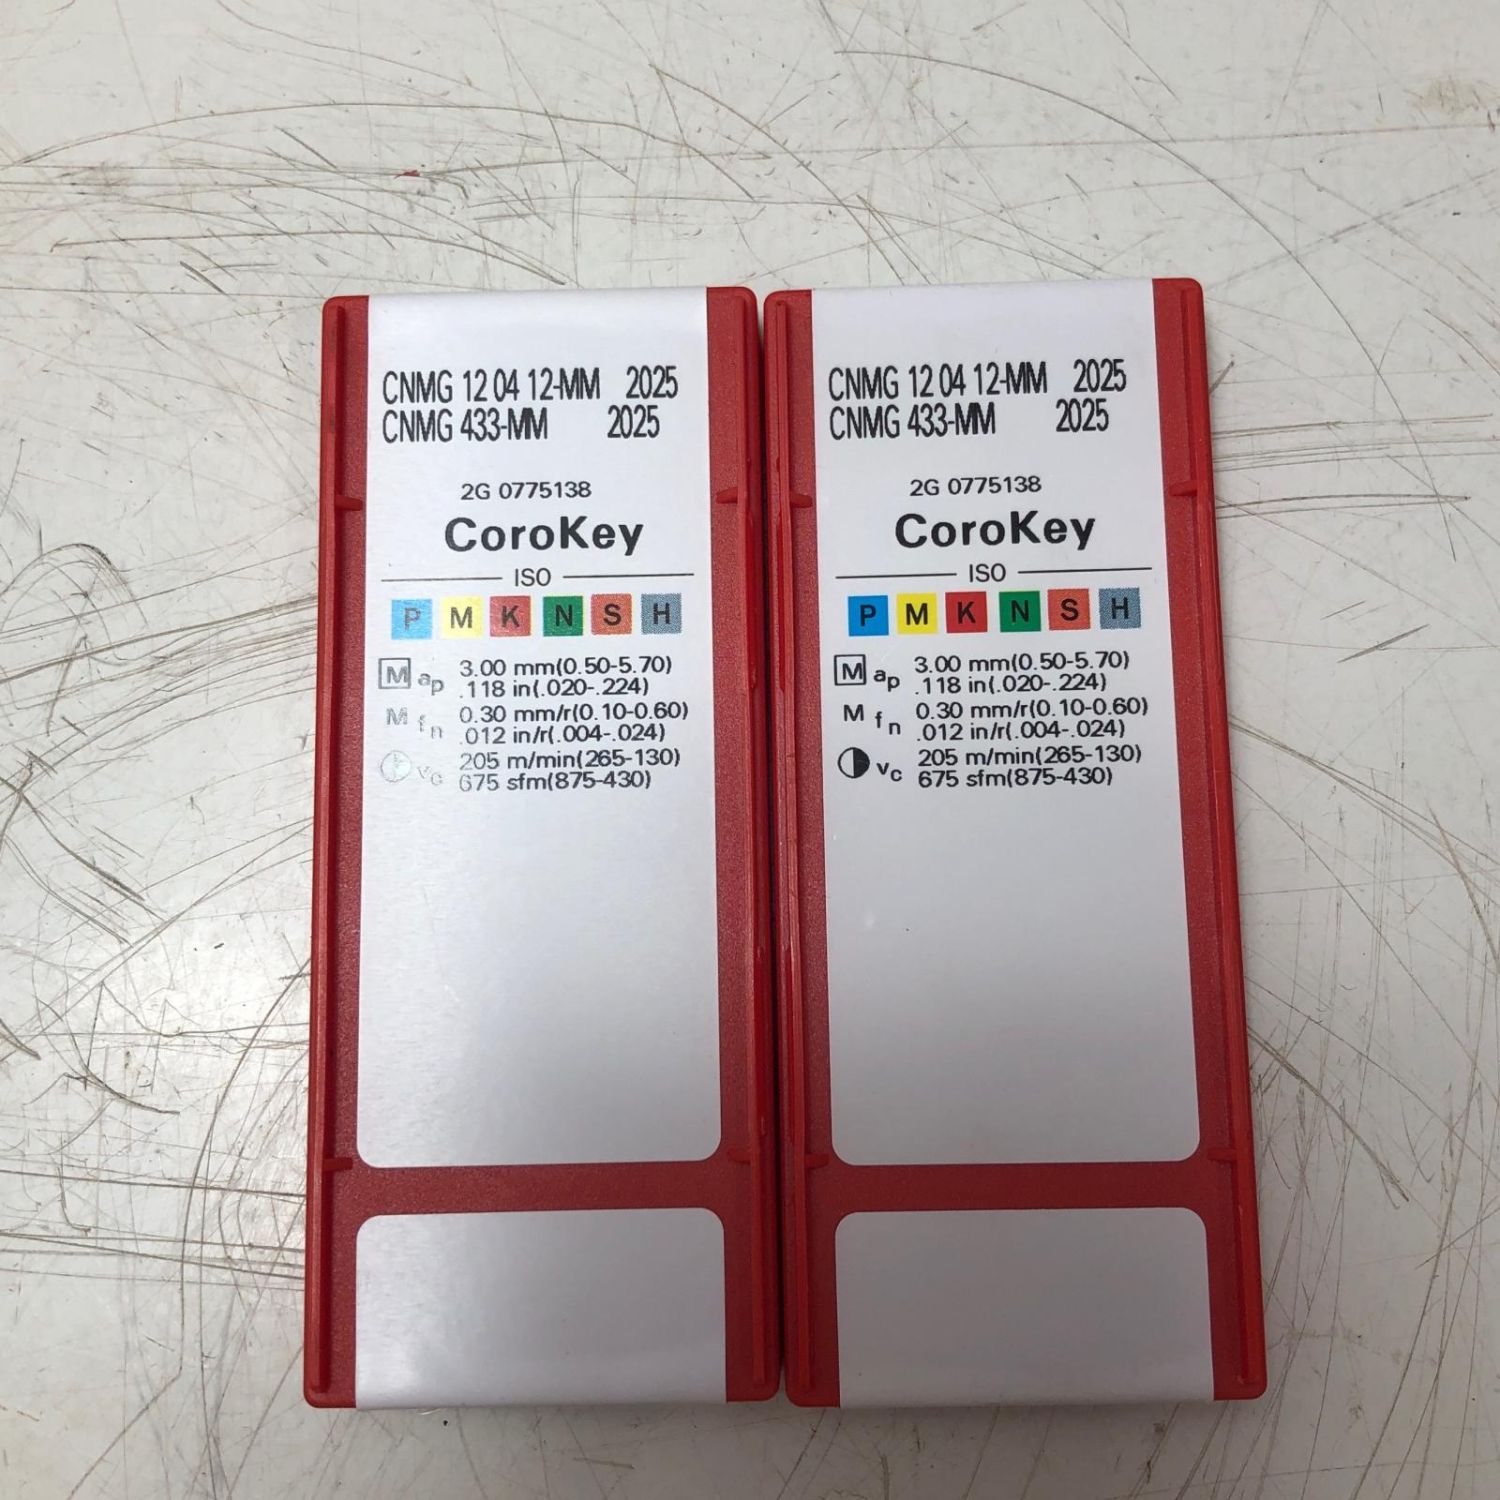 CNMG 12 04 12-MM 2025
CNMG 433-MM 2025
2G 0775138
CoroKey
ISO
P M K N S H
M ap 3.00 mm(0.50-5.70)
.118 in(.020-.224)
M fn 0.30 mm/r(0.10-0.60)
.012 in/r(.004-.024)
vc 205 m/min(265-130)
675 sfm(875-430)
CNMG 12 04 12-MM 2025
CNMG 433-MM 2025
2G 0775138
CoroKey
ISO
P M K N S H
M ap 3.00 mm(0.50-5.70)
.118 in(.020-.224)
M fn 0.30 mm/r(0.10-0.60)
.012 in/r(.004-.024)
vc 205 m/min(265-130)
675 sfm(875-430)